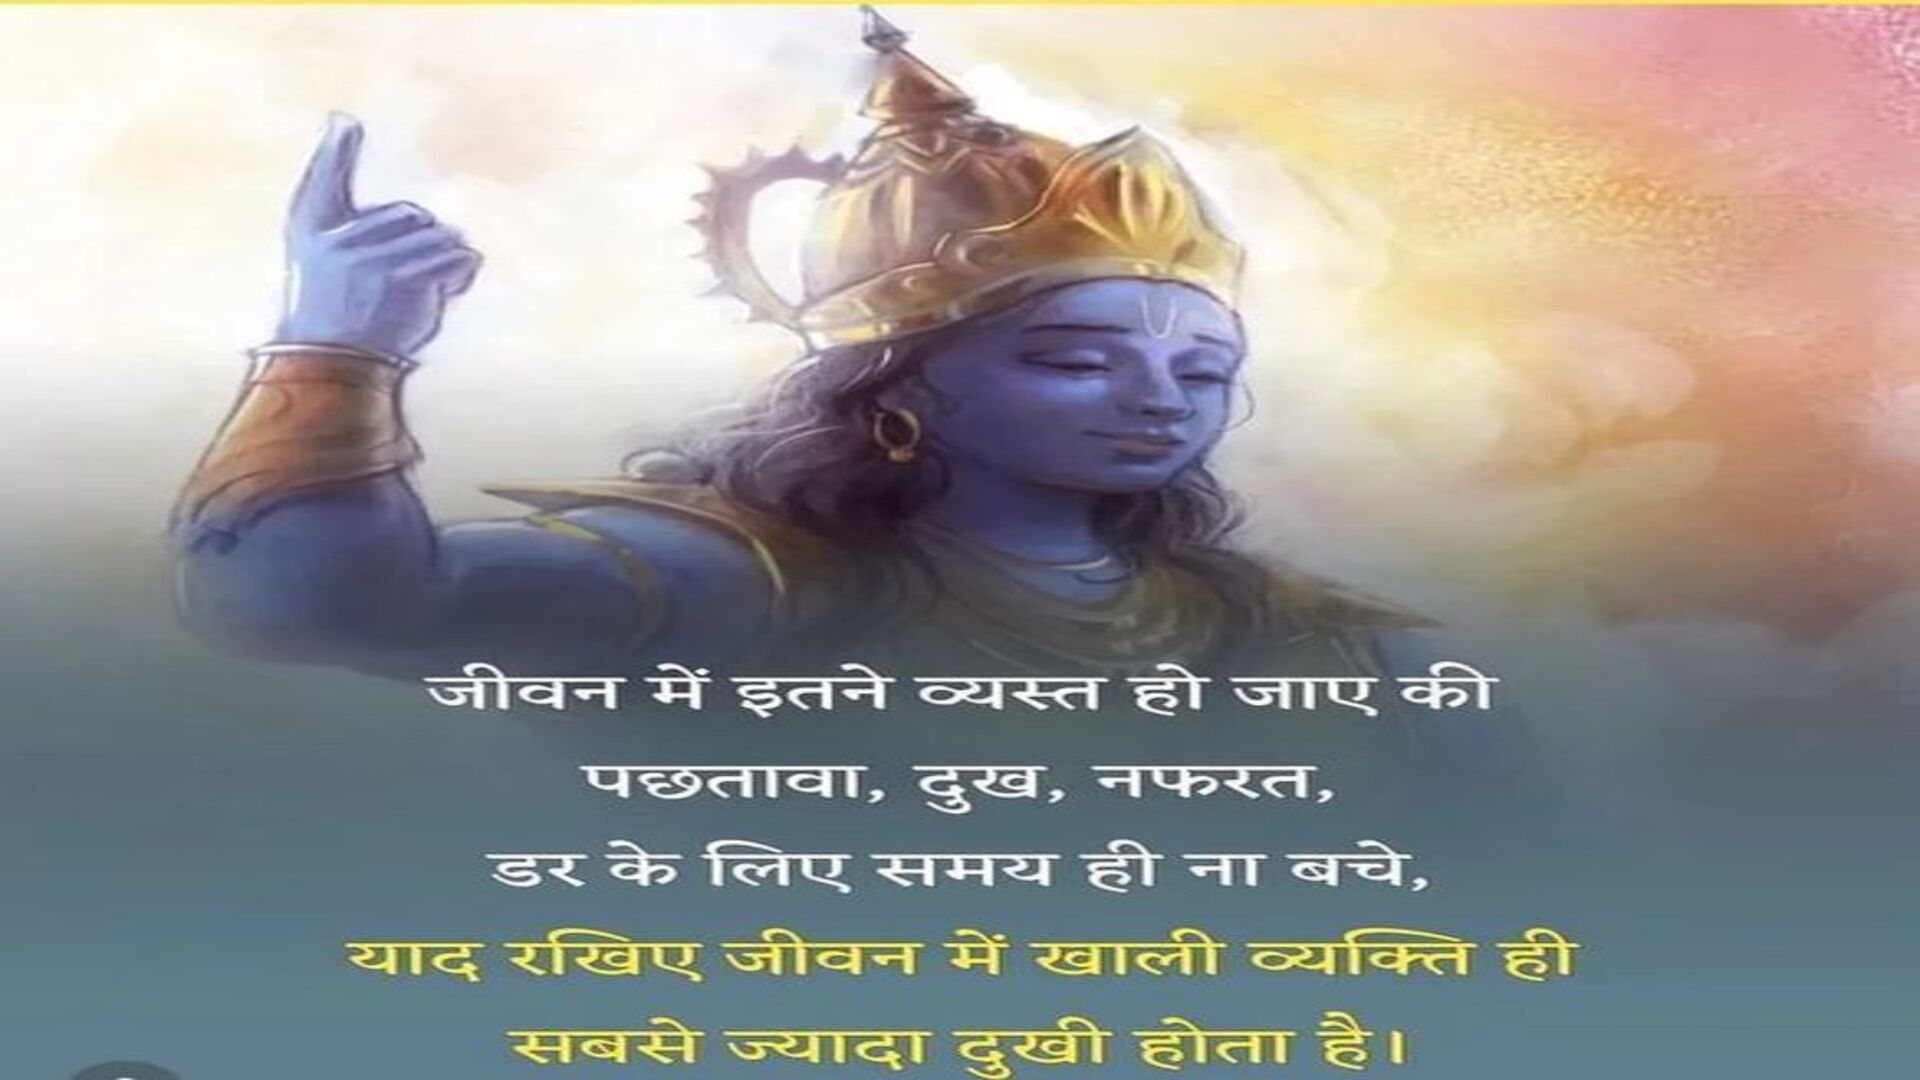 जीवन में इतने व्यस्त हो जाए की
पछतावा, दुख, नफरत,
डर के लिए समय ही ना बचे,
याद रखिए जीवन में खाली व्यक्ति ही
सबसे ज्यादा दुखी होता है।